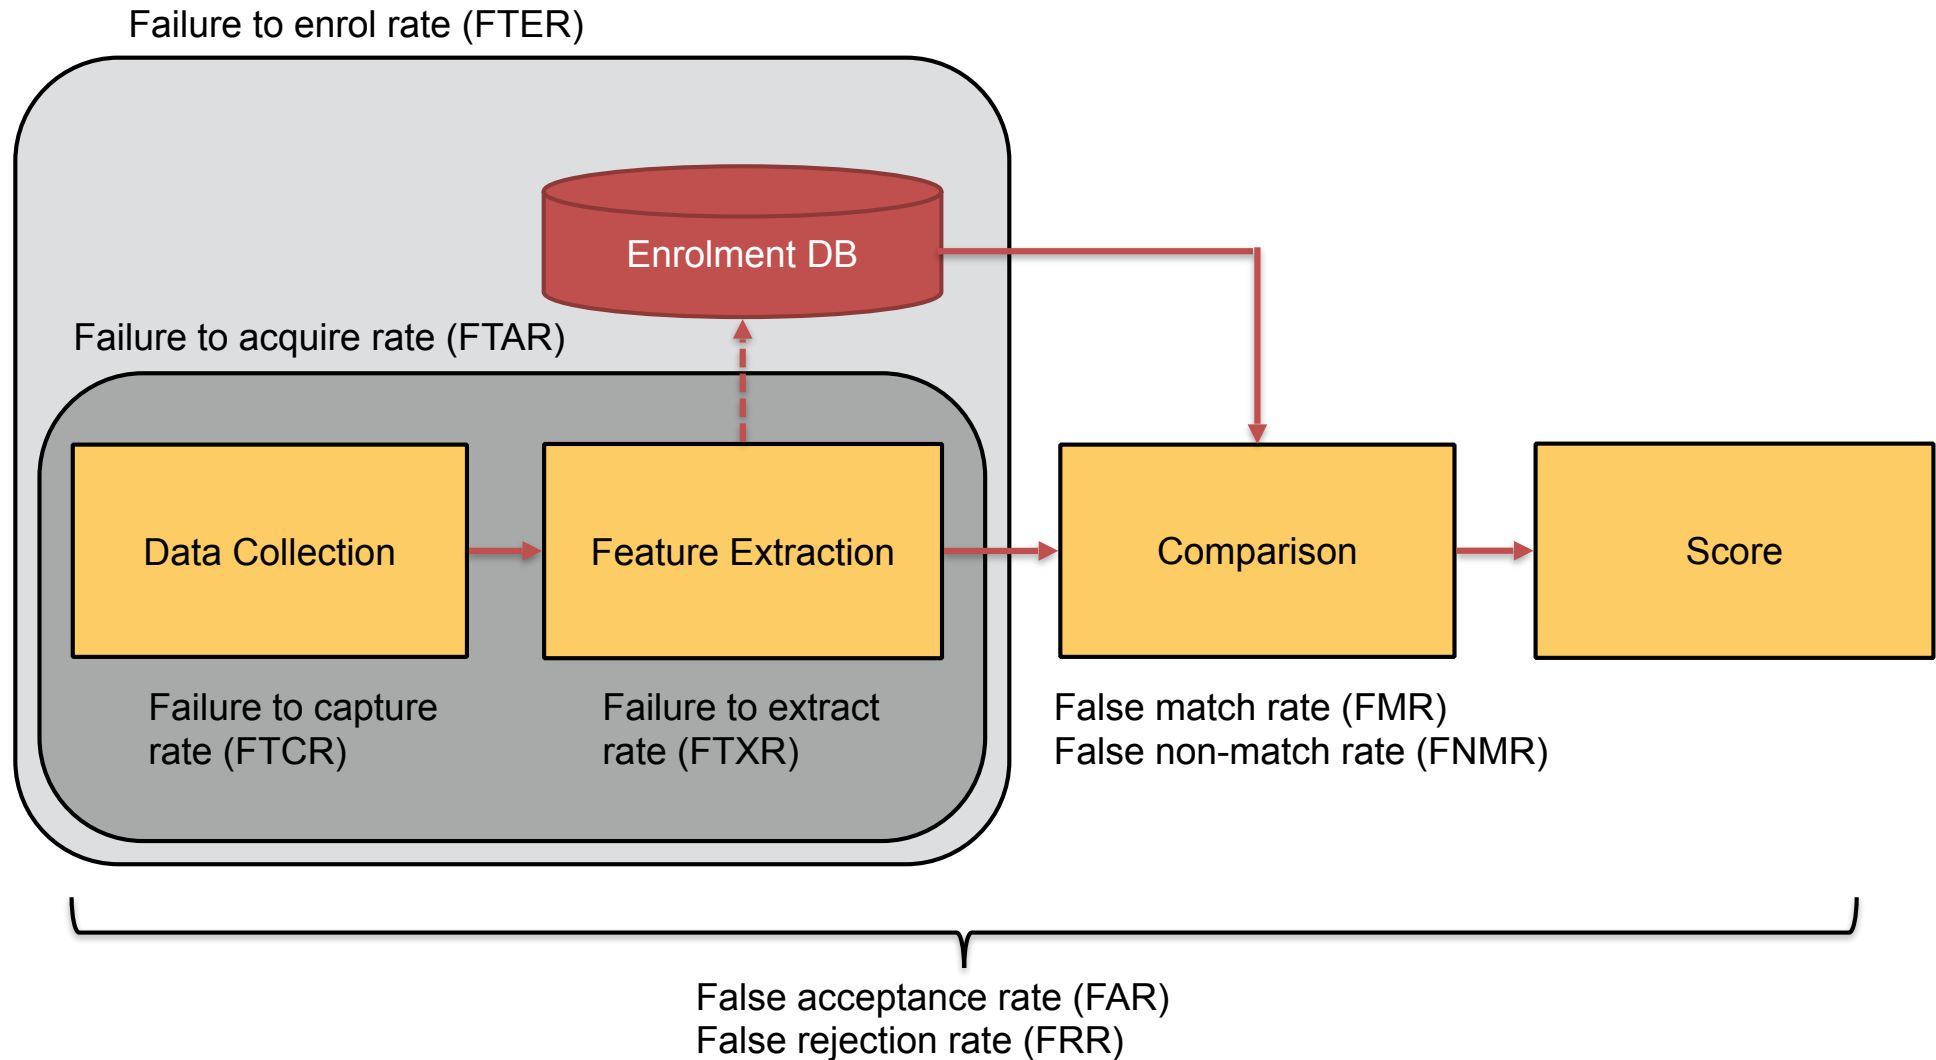 Failure to enrol rate (FTER)
Enrolment DB
Failure to acquire rate (FTAR)
Data Collection
Feature Extraction
Comparison
Score
Failure to capture
rate (FTCR)
Failure to extract
rate (FTXR)
False match rate (FMR)
False non-match rate (FNMR)
False acceptance rate (FAR)
False rejection rate (FRR)